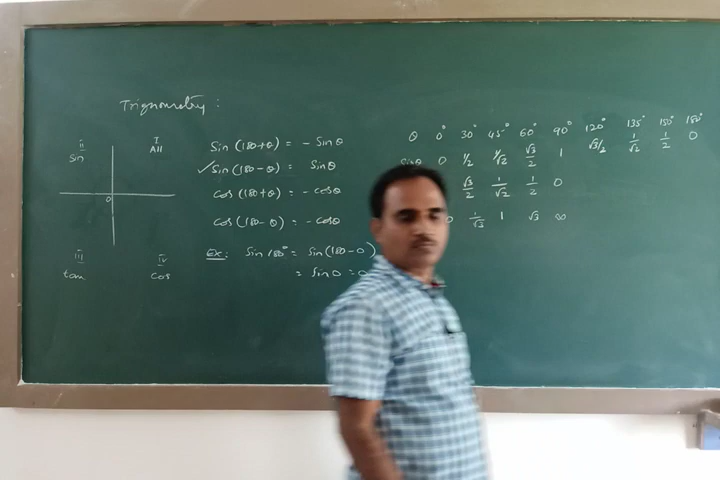 Trignometry :
II
Sin
I
All
0
III
tan
IV
cos
Sin (180+θ) = - Sinθ
✓Sin(180-θ) = Sinθ
cos(180+θ) = -cosθ
cos(180-θ) = -cosθ
Ex: Sin 180° = Sin(180-0)
= Sin0 = 0
θ 0° 30° 45° 60° 90° 120° 135° 150° 180°
Sinθ 0 1/2 1/√2 √3/2 1 √3/2 1/√2 1/2 0
√3/2 1/√2 1/2 0
0 1/√3 1 √3 ∞